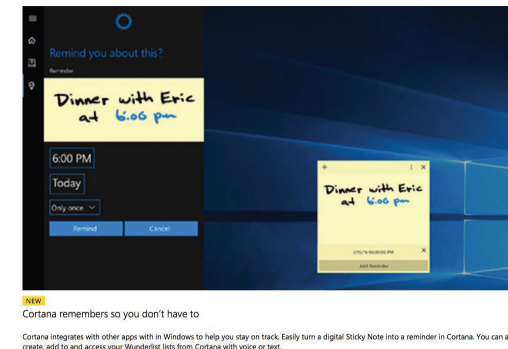 Remind you about this?
Reminder
Dinner with Eric
at 6:00 pm
6:00 PM
Today
Only once
Remind
Cancel
Dinner with Eric
at 6:00 pm
Add Reminder
NEW
Cortana remembers so you don't have to
Cortana integrates with other apps with in Windows to help you stay on track. Easily turn a digital Sticky Note into a reminder in Cortana. You can a
create, add to and access your Wunderlist lists from Cortana with voice or text.